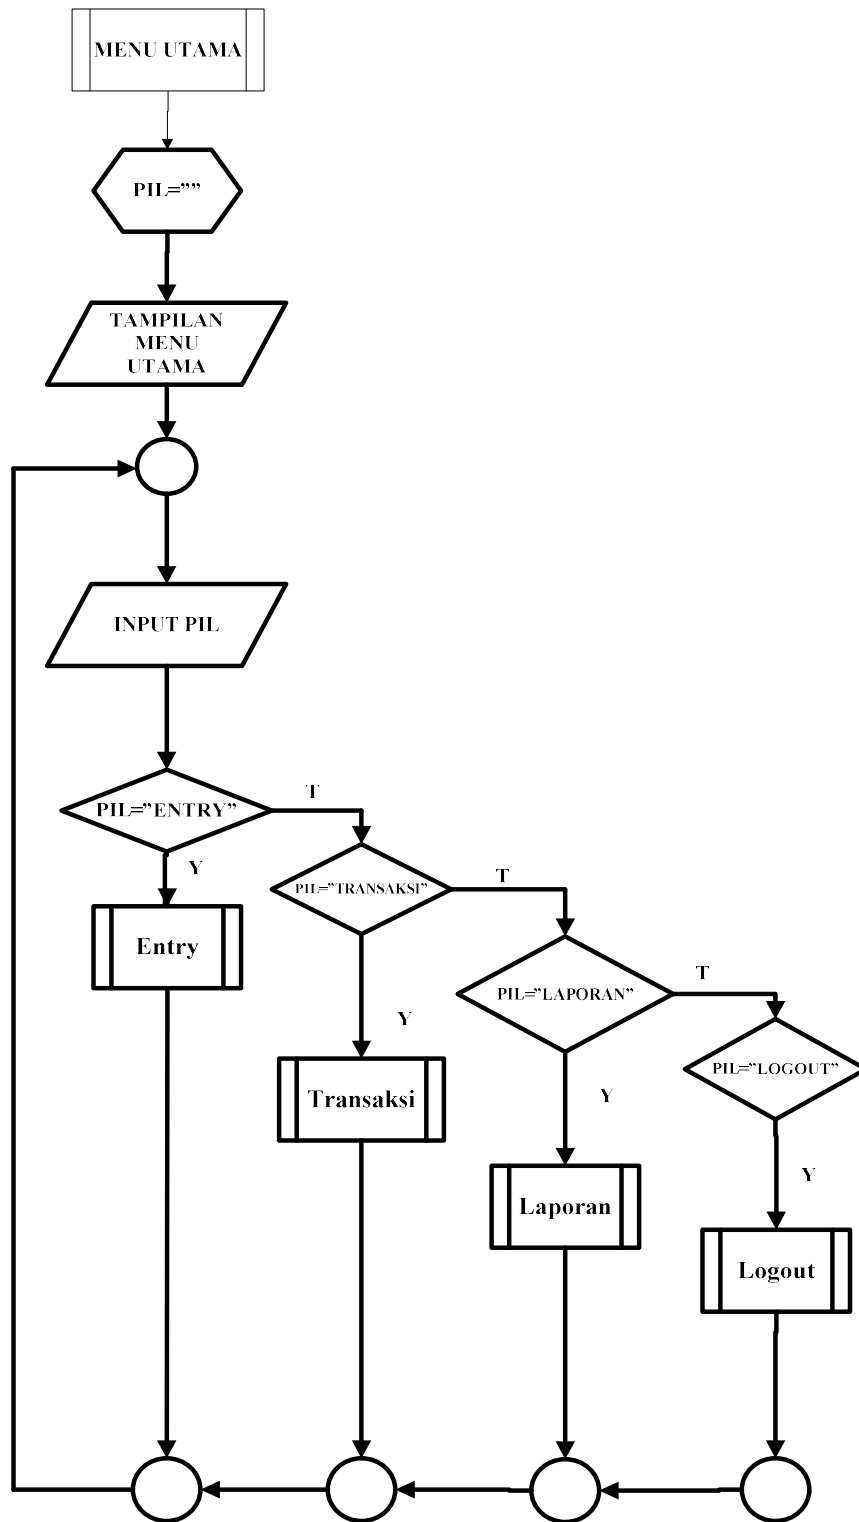 MENU UTAMA
PIL=””
TAMPILAN
MENU
UTAMA
INPUT PIL
PIL=”ENTRY”
T
Y
Entry
PIL=”TRANSAKSI”
T
Y
Transaksi
PIL=”LAPORAN”
T
Y
Laporan
PIL=”LOGOUT”
Y
Logout